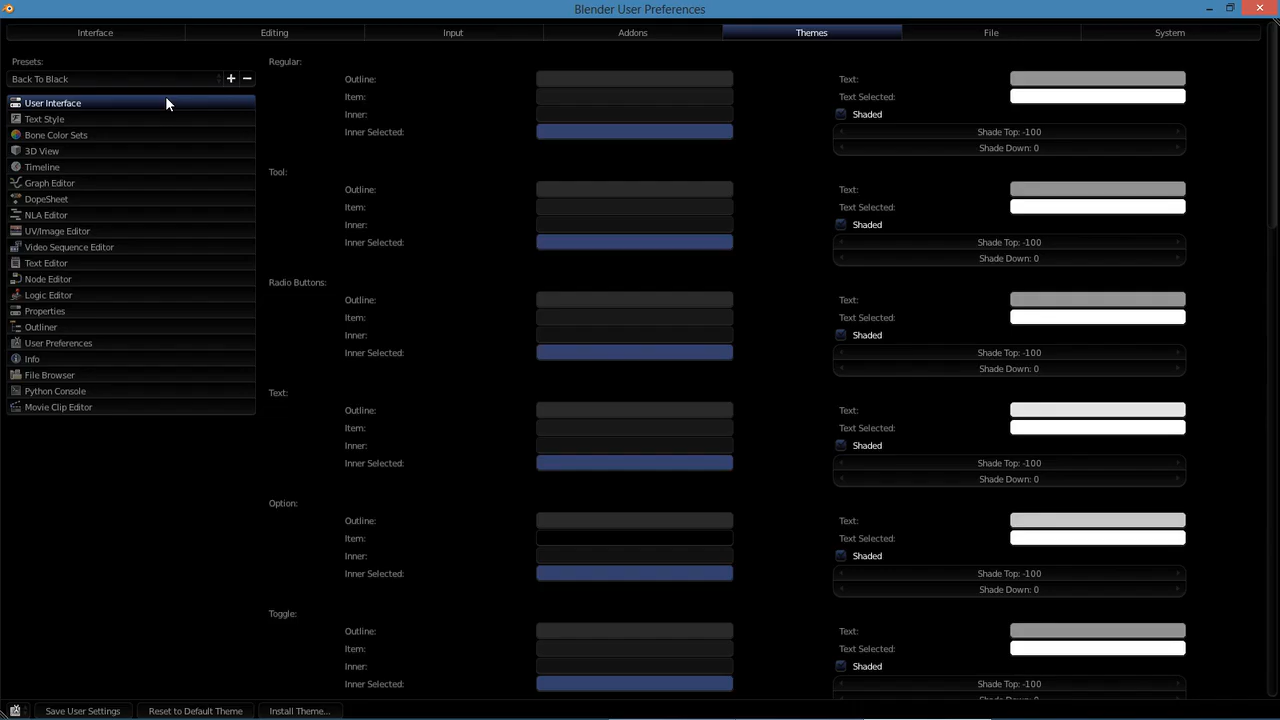 Blender User Preferences
Interface Editing Input Addons Themes File System
Presets:
Back To Black
User Interface
Text Style
Bone Color Sets
3D View
Timeline
Graph Editor
DopeSheet
NLA Editor
UV/Image Editor
Video Sequence Editor
Text Editor
Node Editor
Logic Editor
Properties
Outliner
User Preferences
Info
File Browser
Python Console
Movie Clip Editor
Regular:
Outline: Text:
Item: Text Selected:
Inner: Shaded
Inner Selected: Shade Top: -100
Shade Down: 0
Tool:
Outline: Text:
Item: Text Selected:
Inner: Shaded
Inner Selected: Shade Top: -100
Shade Down: 0
Radio Buttons:
Outline: Text:
Item: Text Selected:
Inner: Shaded
Inner Selected: Shade Top: -100
Shade Down: 0
Text:
Outline: Text:
Item: Text Selected:
Inner: Shaded
Inner Selected: Shade Top: -100
Shade Down: 0
Option:
Outline: Text:
Item: Text Selected:
Inner: Shaded
Inner Selected: Shade Top: -100
Shade Down: 0
Toggle:
Outline: Text:
Item: Text Selected:
Inner: Shaded
Inner Selected: Shade Top: -100
Save User Settings Reset to Default Theme Install Theme...